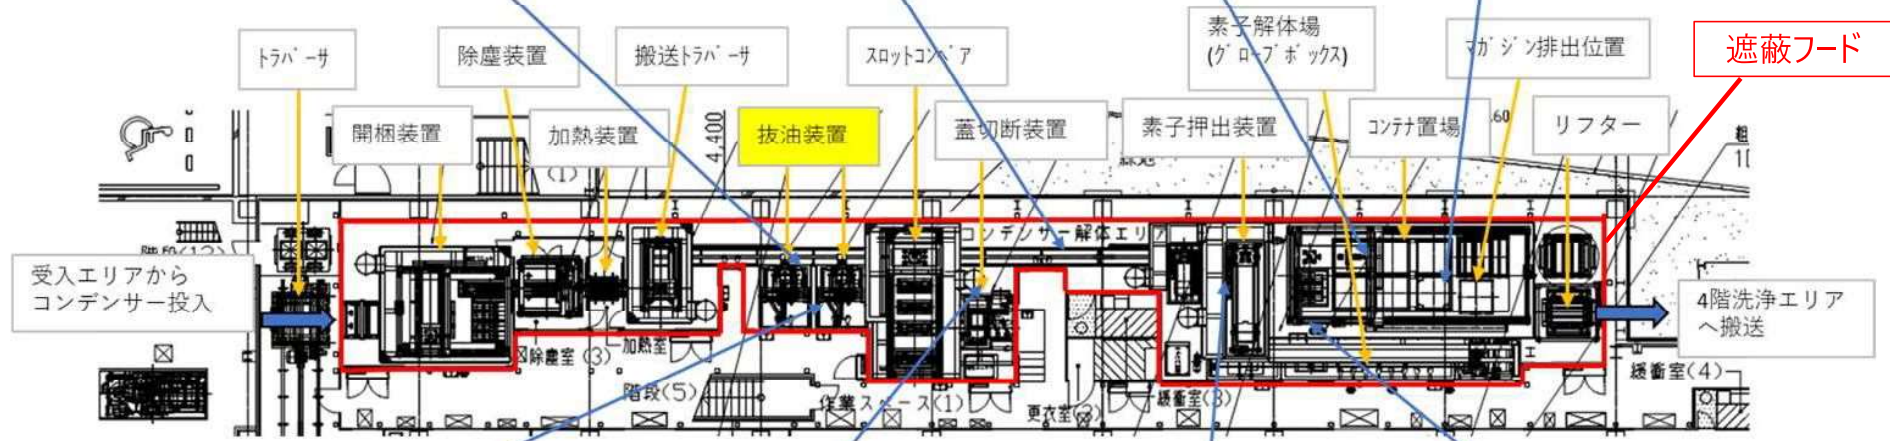 トラバーサ
除塵装置
搬送トラバーサ
スロットコンベア
素子解体場
(グローブボックス)
マガジン排出位置
遮蔽フード
開梱装置
加熱装置
4,400
抜油装置
蓋切断装置
素子押出装置
コンテナ置場
リフター
(1)
コンデンサー解体エリア
受入エリアから
コンデンサー投入
4階洗浄エリア
へ搬送
除塵室(3)
加熱室
階段(5)
作業スペース(1)
緩衝室(3)
緩衝室(4)